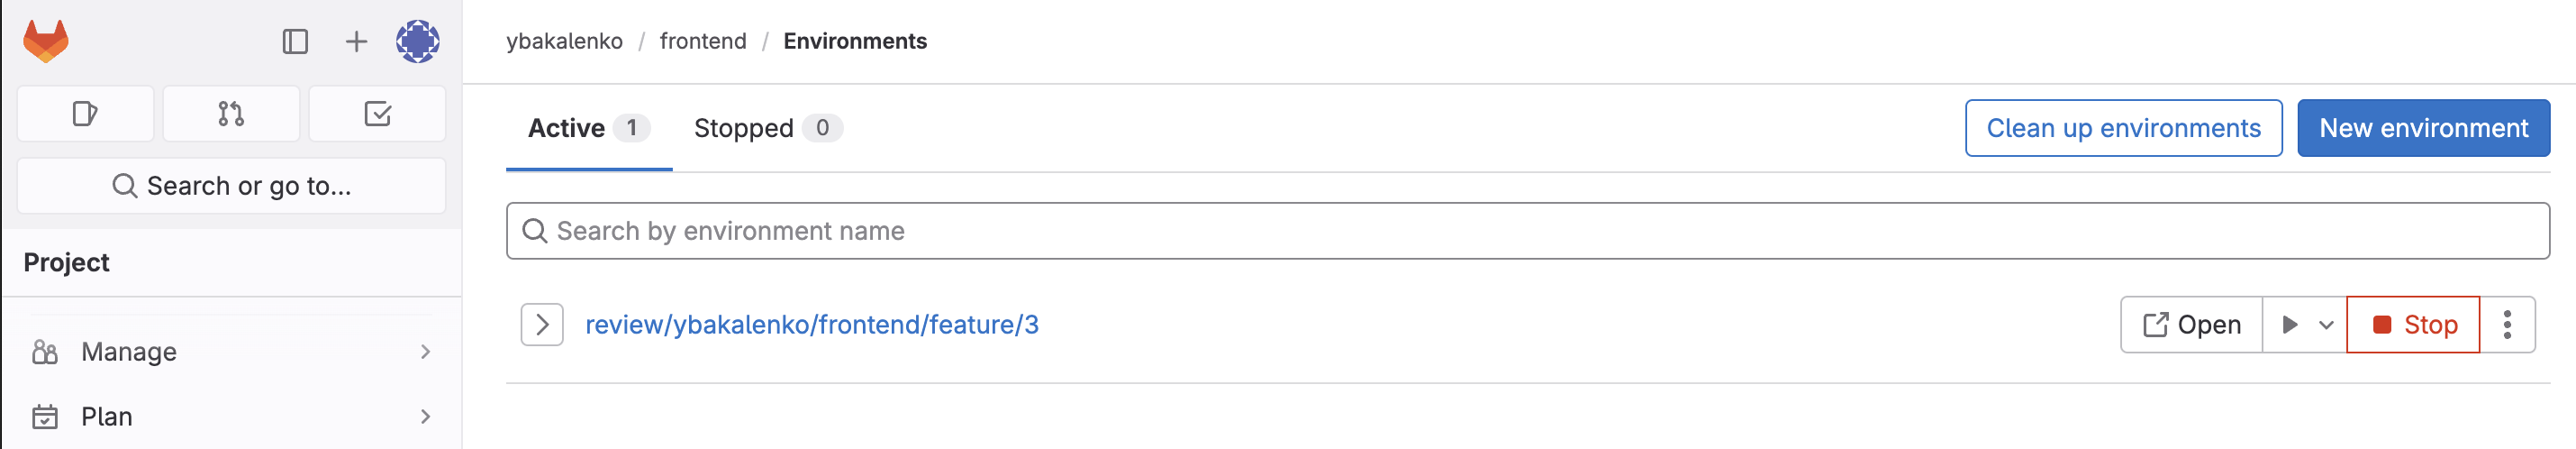 ybakalenko / frontend / Environments
Active 1 Stopped 0
Clean up environments New environment
Search or go to...
Search by environment name
Project
review/ybakalenko/frontend/feature/3 Open Stop
Manage
Plan